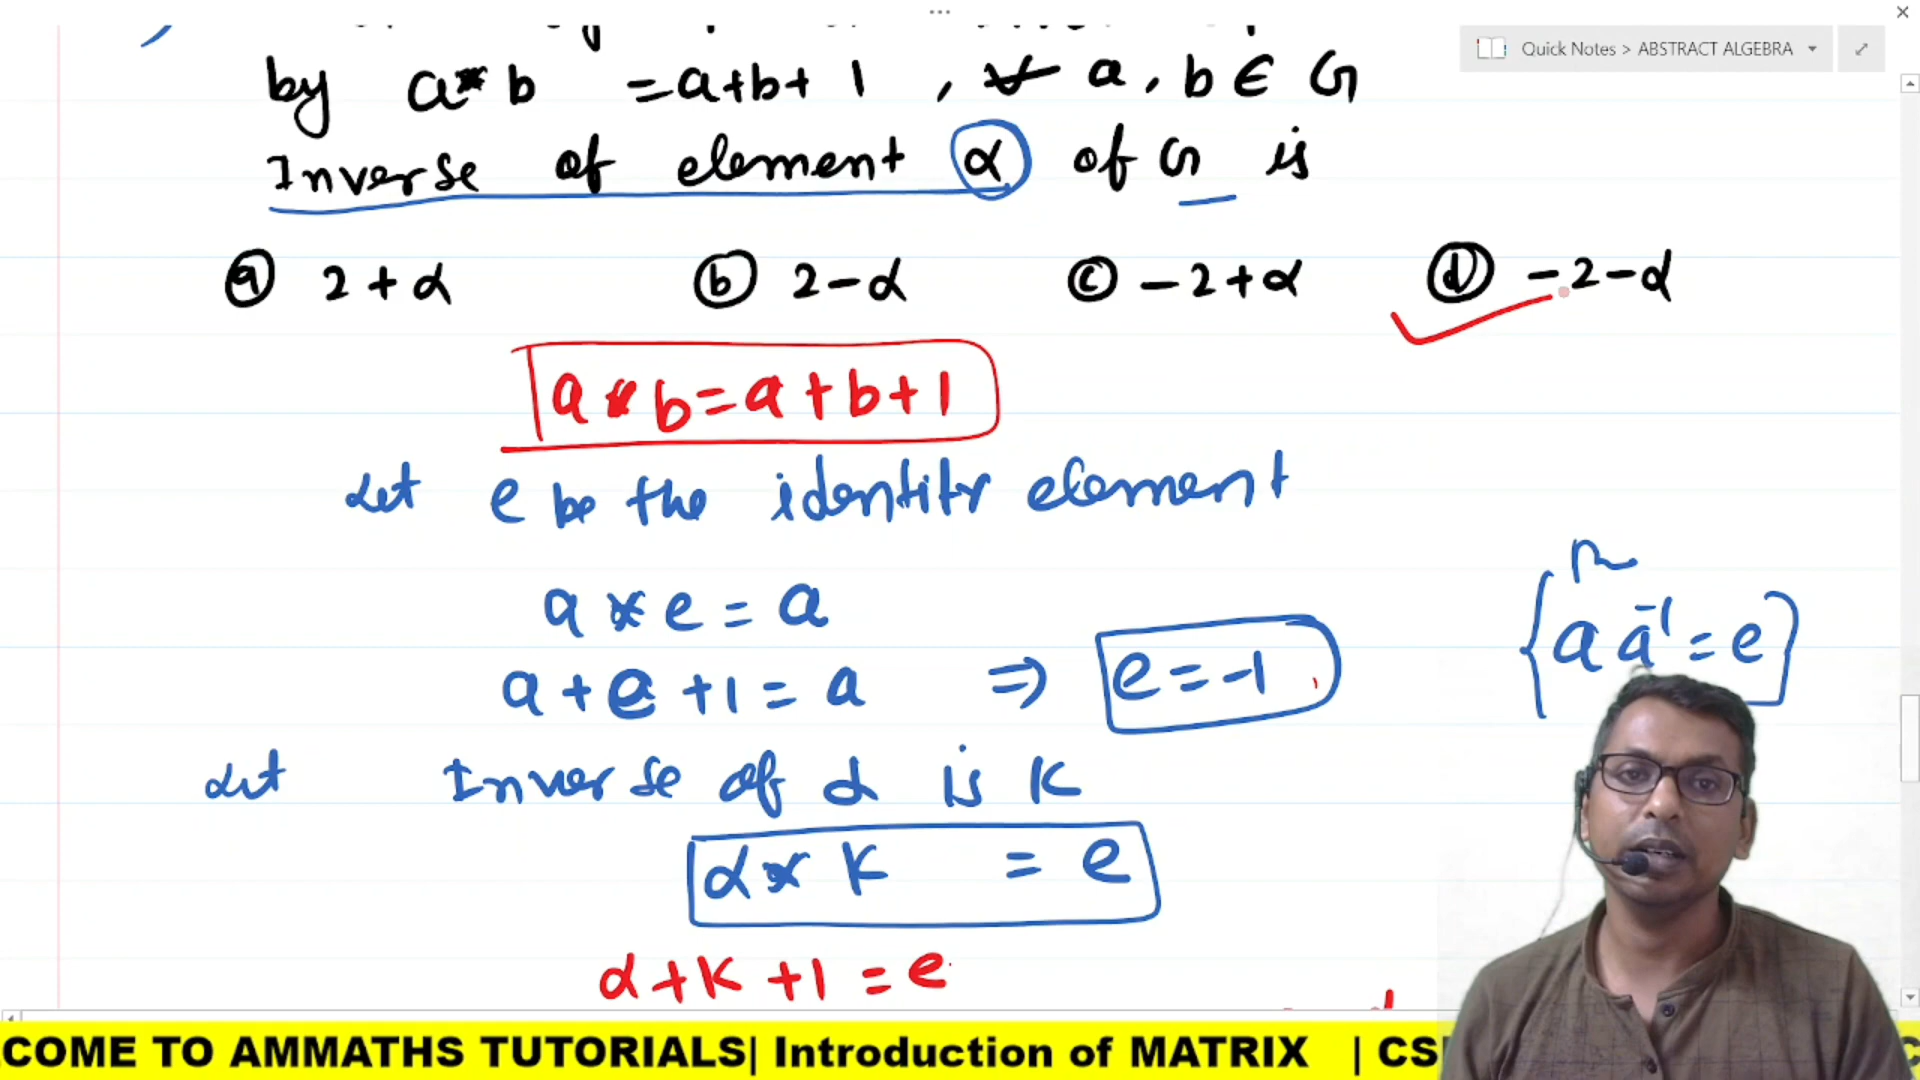 Quick Notes > ABSTRACT ALGEBRA
by a * b = a+b+1 , ∀ a, b ∈ G
Inverse of element α of G is
ⓐ 2+α ⓑ 2-α ⓒ -2+α ⓓ -2-α
a * b = a+b+1
Let e be the identity element
a * e = a
a + e + 1 = a ⇒ e = -1
{ a a⁻¹ = e }
Let Inverse of α is K
α * K = e
α + K + 1 = e
COME TO AMMATHS TUTORIALS| Introduction of MATRIX | CS